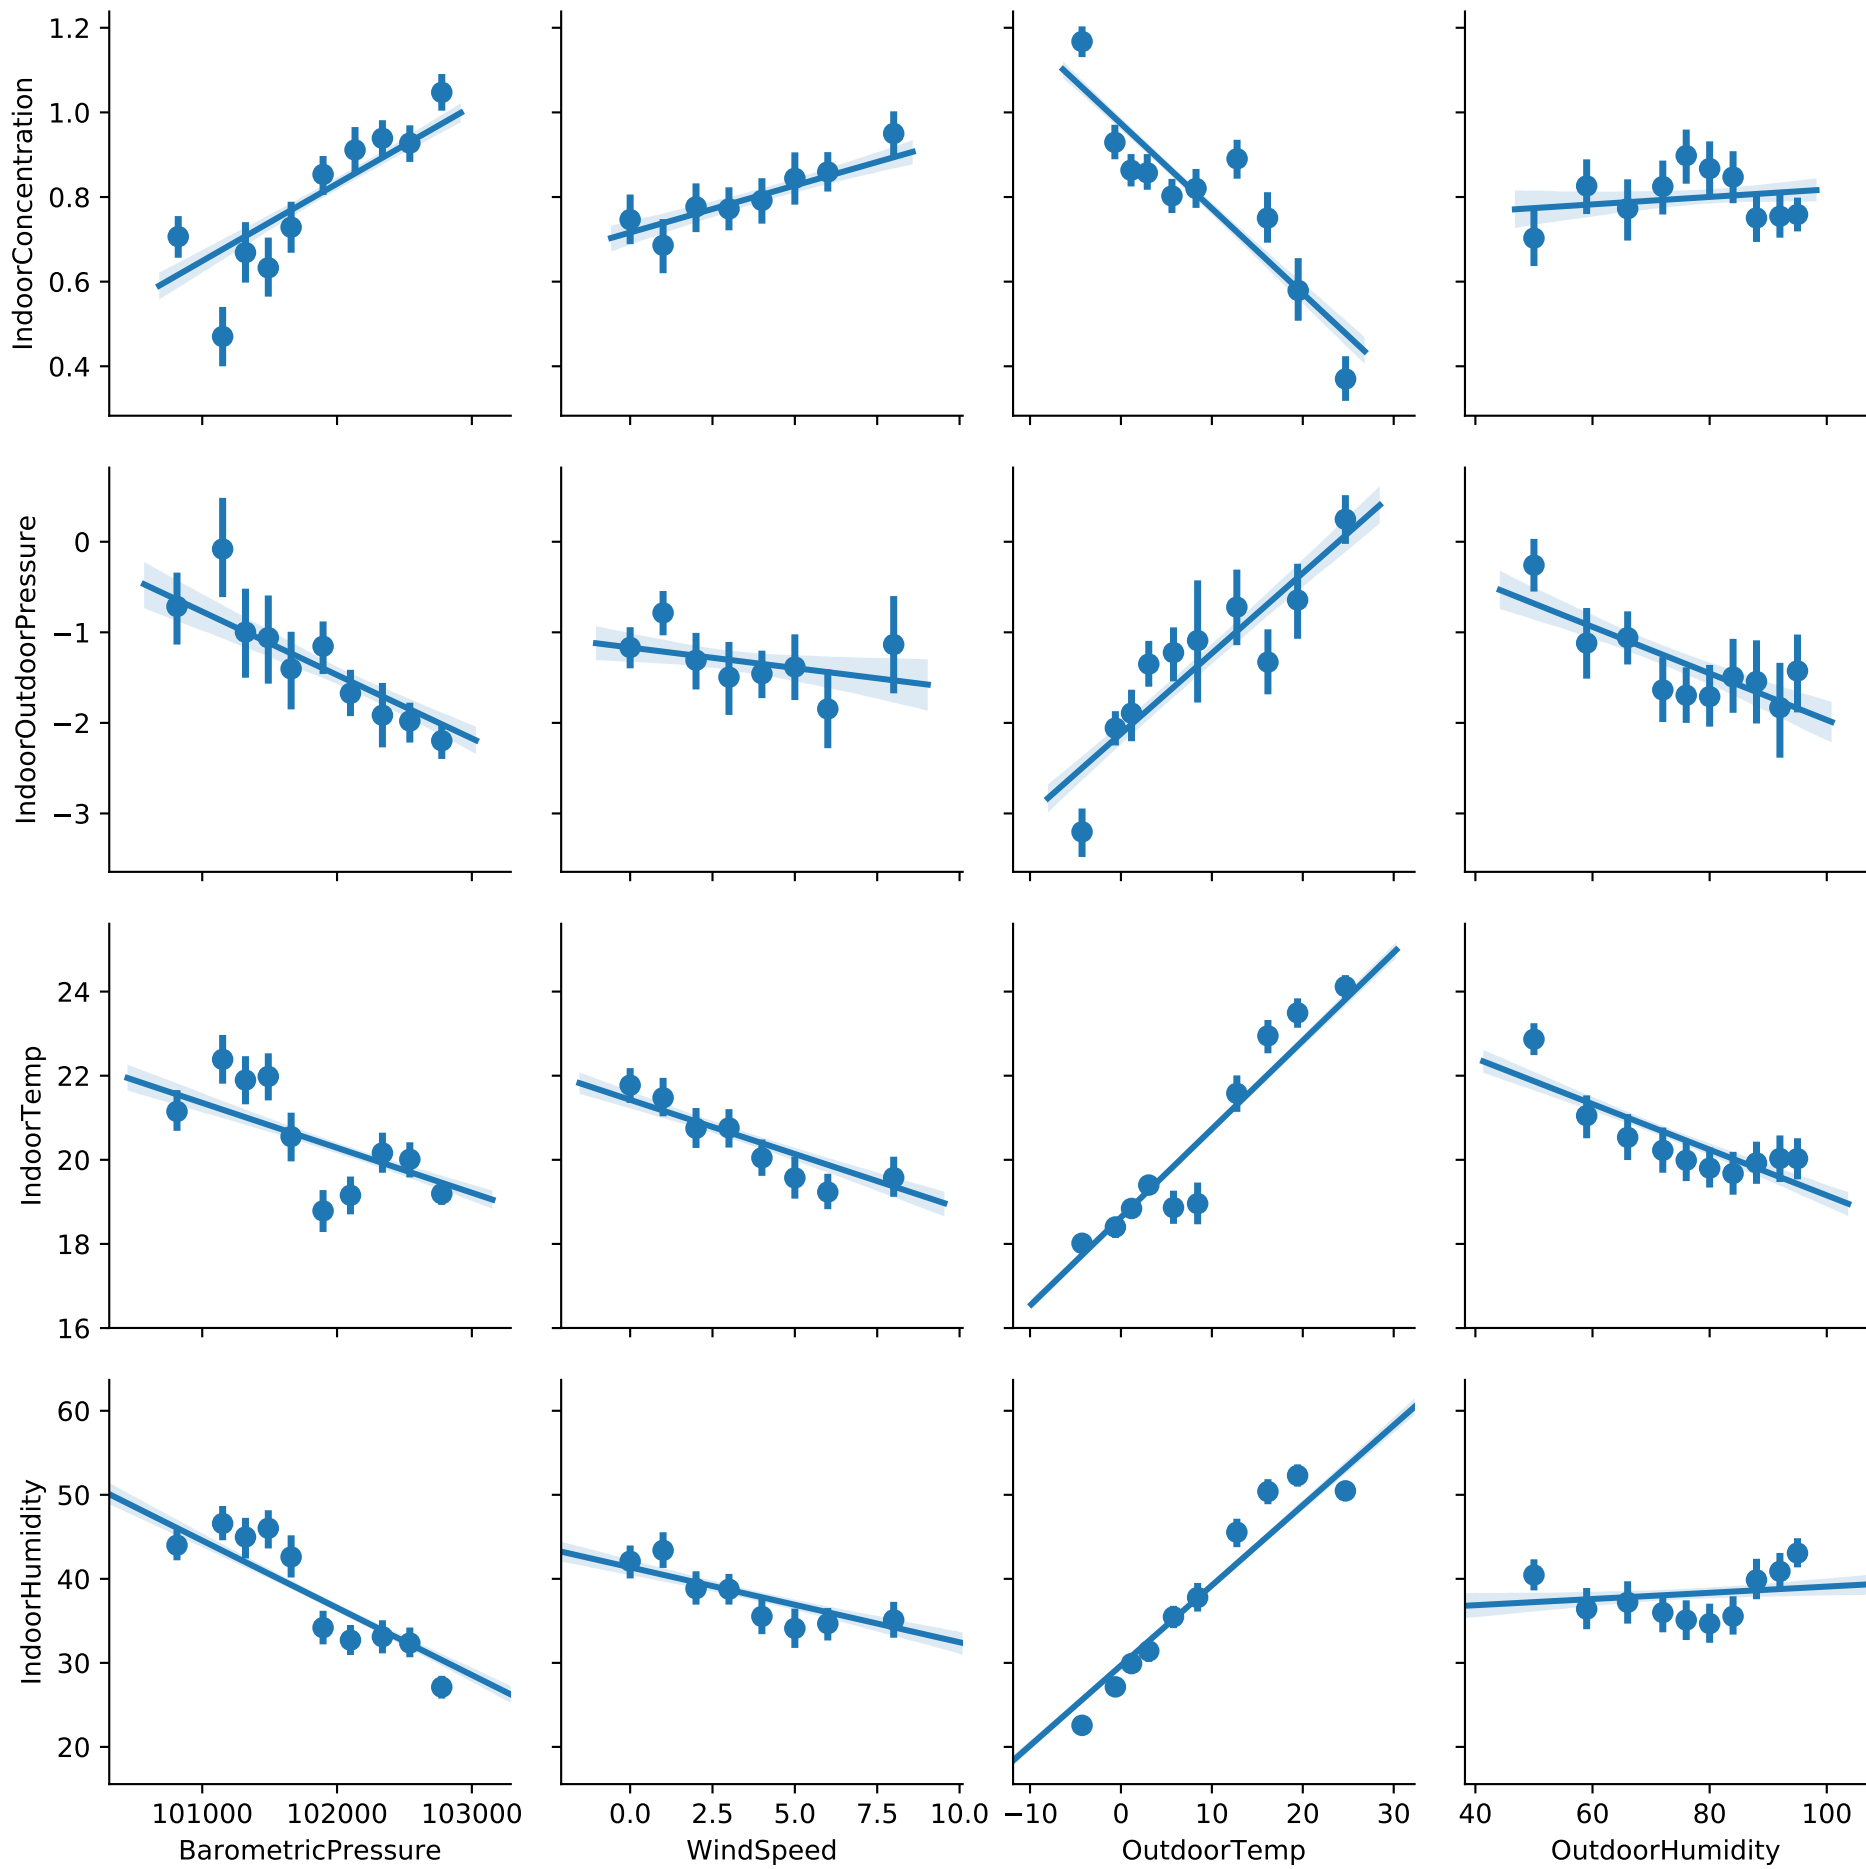 1.2
1.0
0.8
0.6
0.4
IndoorConcentration
0
−1
−2
−3
IndoorOutdoorPressure
24
22
20
18
16
IndoorTemp
60
50
40
30
20
IndoorHumidity
101000 102000 103000
BarometricPressure
0.0 2.5 5.0 7.5 10.0
WindSpeed
−10 0 10 20 30
OutdoorTemp
40 60 80 100
OutdoorHumidity